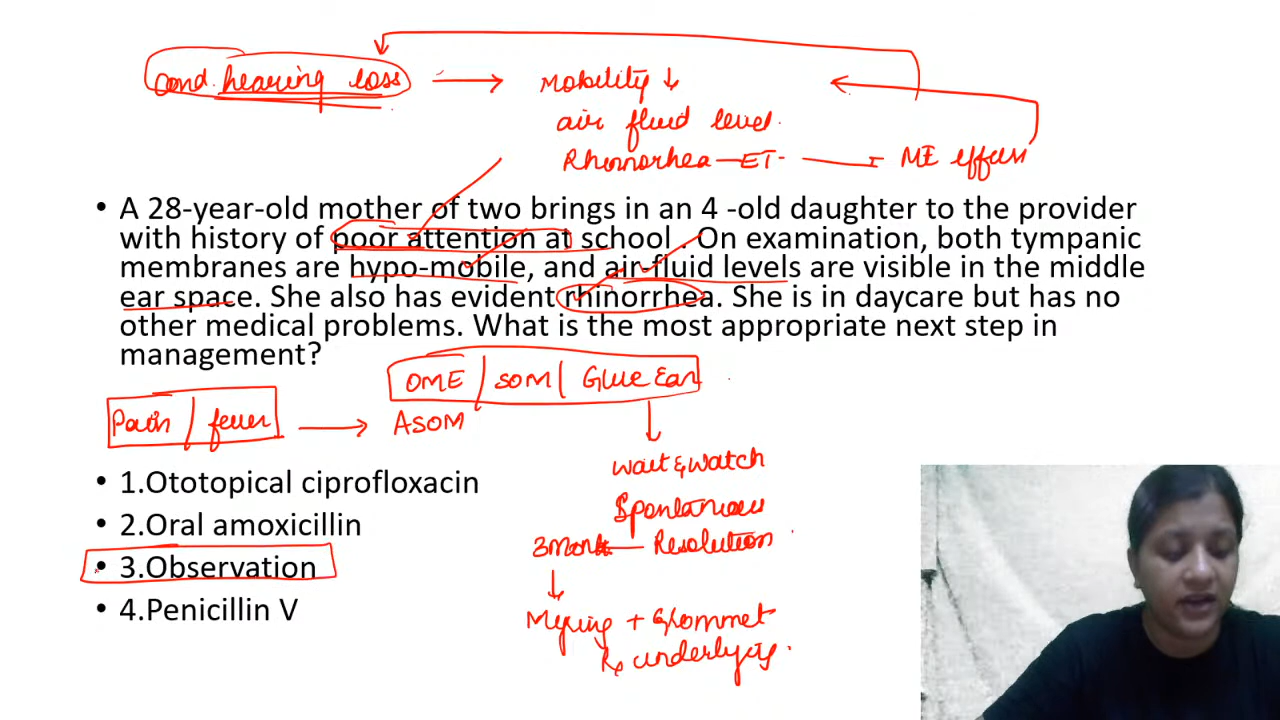 cond. hearing loss → Mobility ↓
air fluid level
Rhinorrhea — ET — ME effusn
• A 28-year-old mother of two brings in an 4 -old daughter to the provider
with history of poor attention at school . On examination, both tympanic
membranes are hypo-mobile, and air-fluid levels are visible in the middle
ear space. She also has evident rhinorrhea. She is in daycare but has no
other medical problems. What is the most appropriate next step in
management?
OME / SOM / Glue Ear
Pain / fever → ASOM
wait & watch
• 1.Ototopical ciprofloxacin
Spontaneous
• 2.Oral amoxicillin
3month — Resolution
• 3.Observation
Myring + Grommet
• 4.Penicillin V
Rx underlying